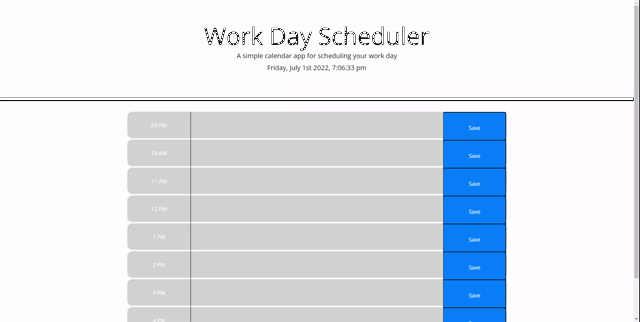 Work Day Scheduler
A simple calendar app for scheduling your work day
Friday, July 1st 2022, 7:06:33 pm
09 AM Save
10 AM Save
11 AM Save
12 PM Save
1 PM Save
2 PM Save
3 PM Save
4 PM